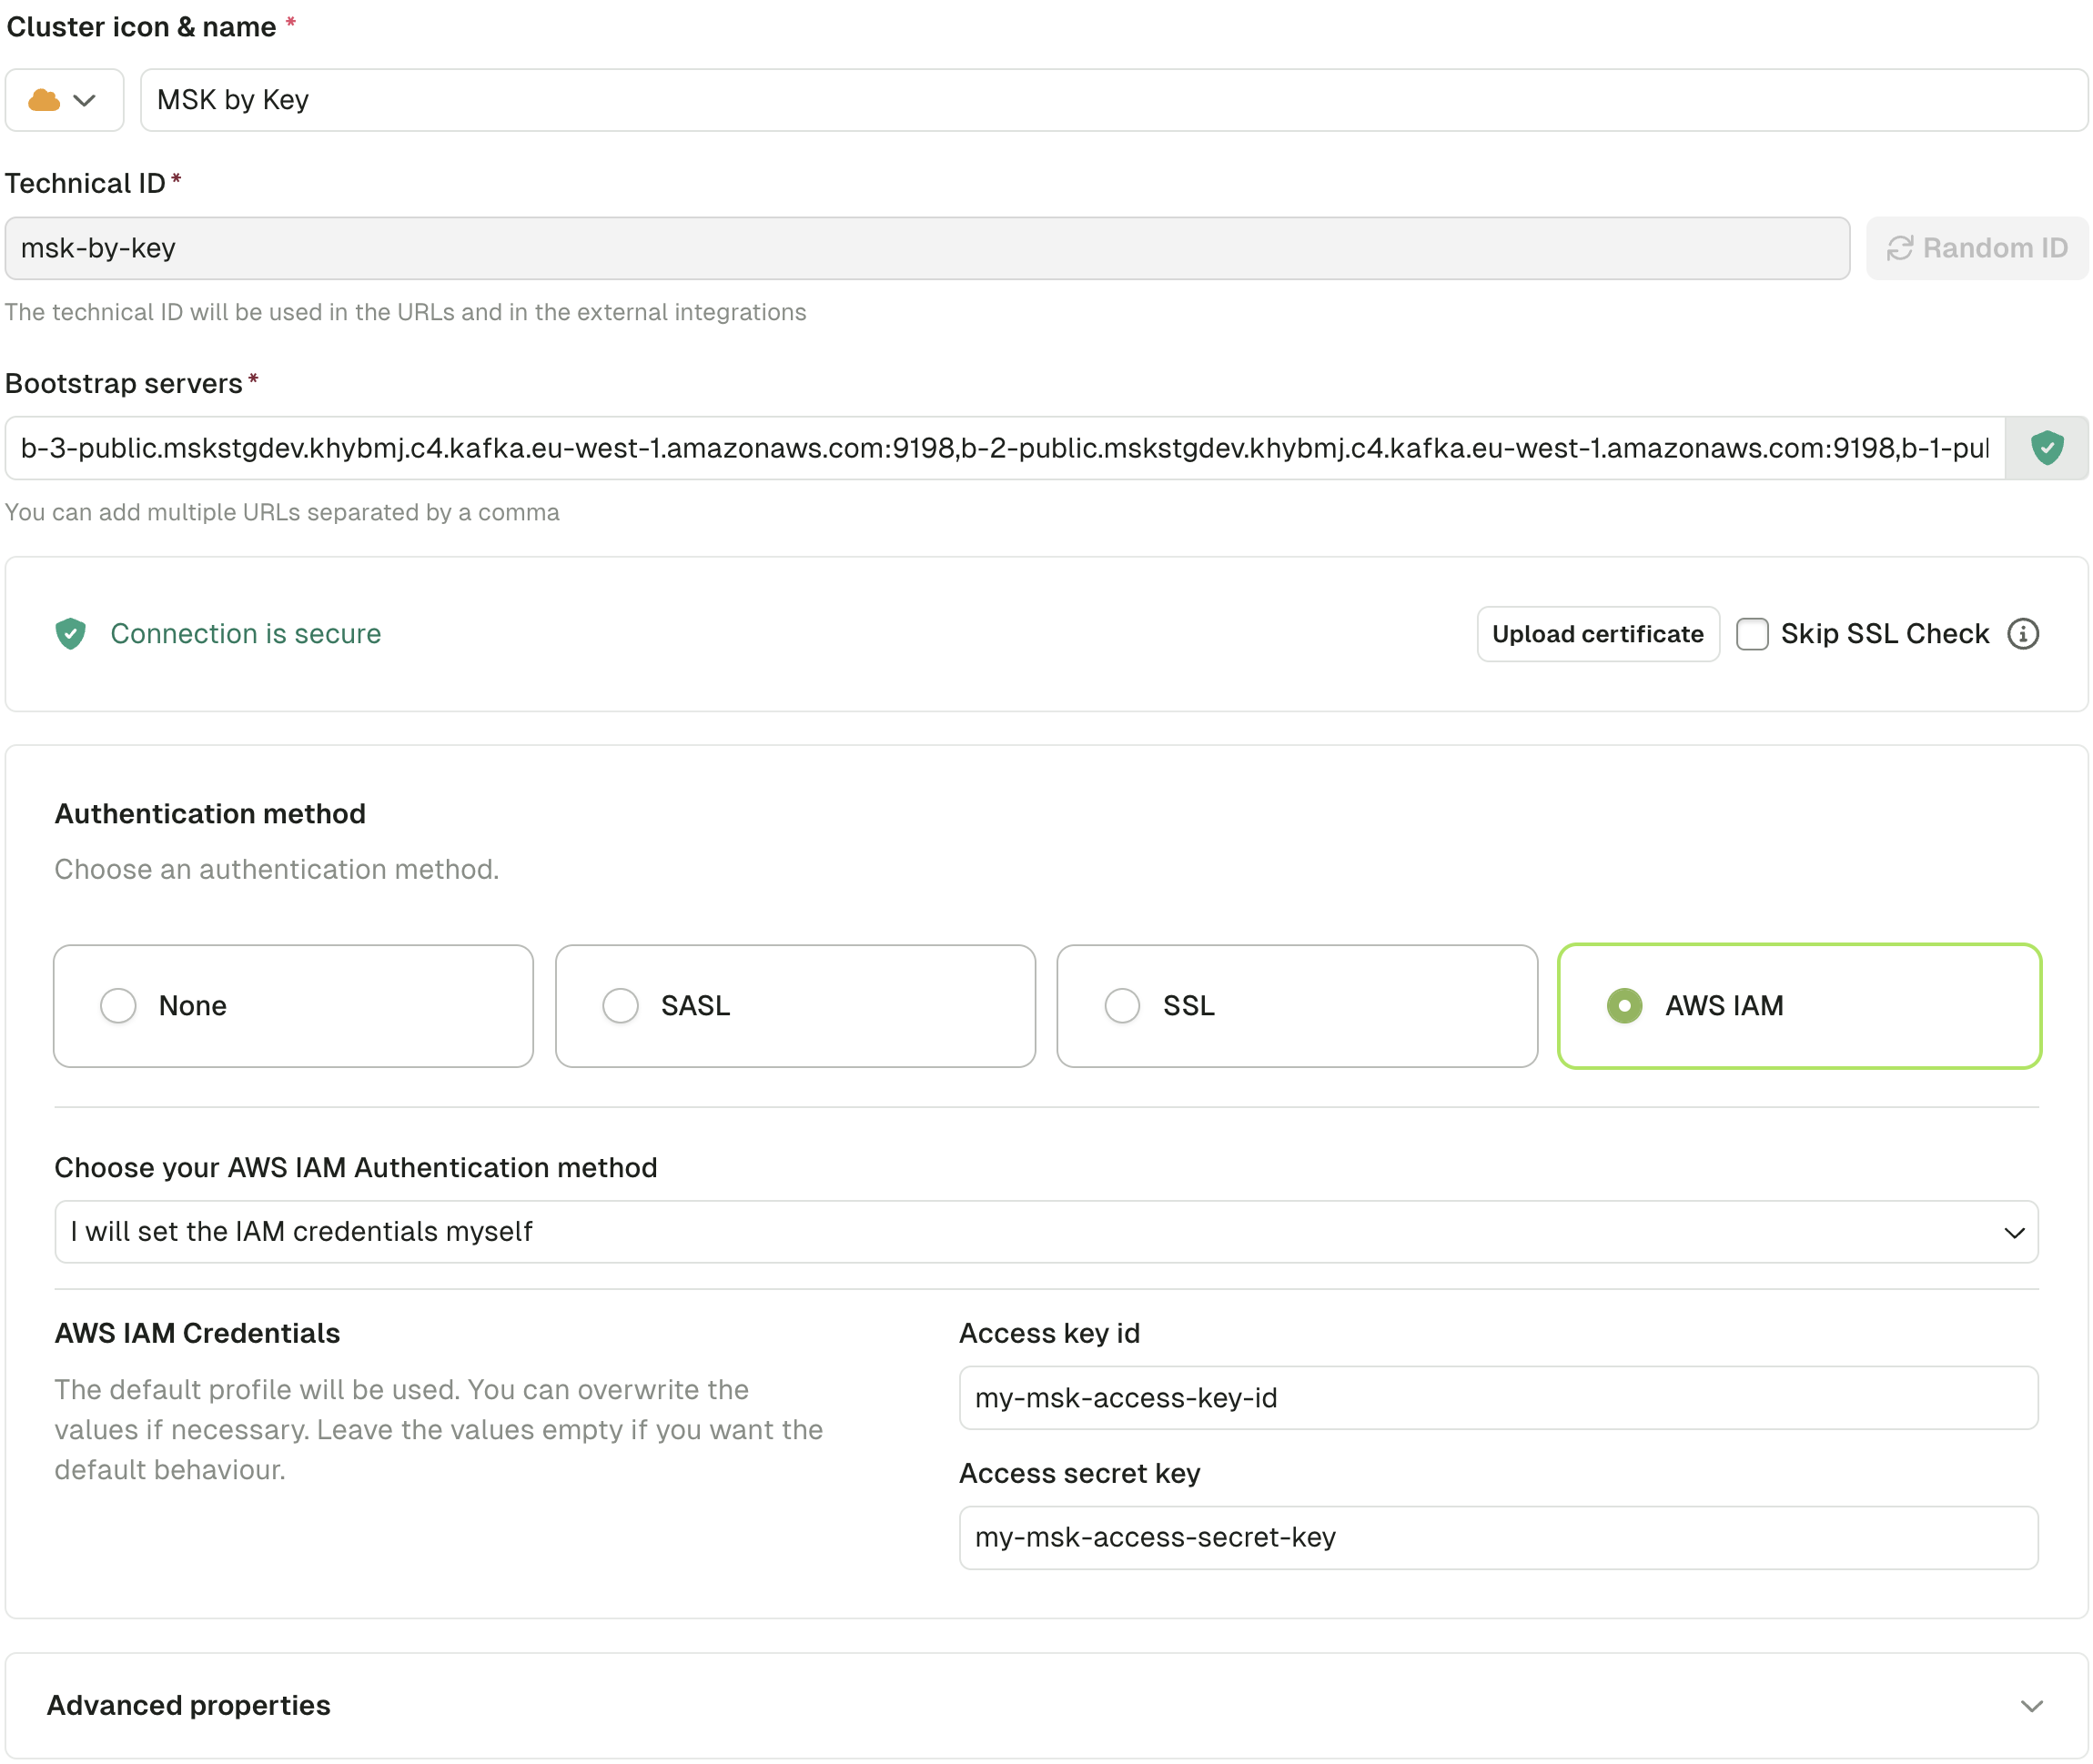 Cluster icon & name *
MSK by Key
Technical ID *
msk-by-key
Random ID
The technical ID will be used in the URLs and in the external integrations
Bootstrap servers *
b-3-public.mskstgdev.khybmj.c4.kafka.eu-west-1.amazonaws.com:9198,b-2-public.mskstgdev.khybmj.c4.kafka.eu-west-1.amazonaws.com:9198,b-1-pul
You can add multiple URLs separated by a comma
Connection is secure
Upload certificate
Skip SSL Check
Authentication method
Choose an authentication method.
None
SASL
SSL
AWS IAM
Choose your AWS IAM Authentication method
I will set the IAM credentials myself
AWS IAM Credentials
The default profile will be used. You can overwrite the
values if necessary. Leave the values empty if you want the
default behaviour.
Access key id
my-msk-access-key-id
Access secret key
my-msk-access-secret-key
Advanced properties